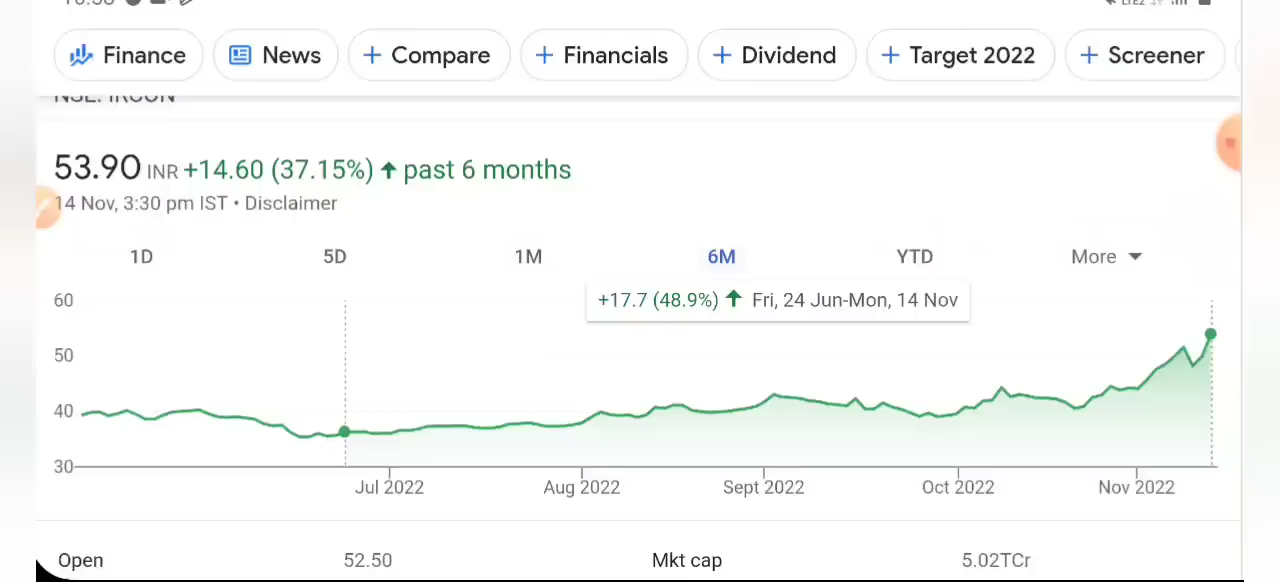 Finance News + Compare + Financials + Dividend + Target 2022 + Screener
NSE: IRCON
53.90 INR +14.60 (37.15%) ↑ past 6 months
14 Nov, 3:30 pm IST • Disclaimer
1D 5D 1M 6M YTD More
+17.7 (48.9%) ↑ Fri, 24 Jun-Mon, 14 Nov
60
50
40
30
Jul 2022 Aug 2022 Sept 2022 Oct 2022 Nov 2022
Open 52.50 Mkt cap 5.02TCr